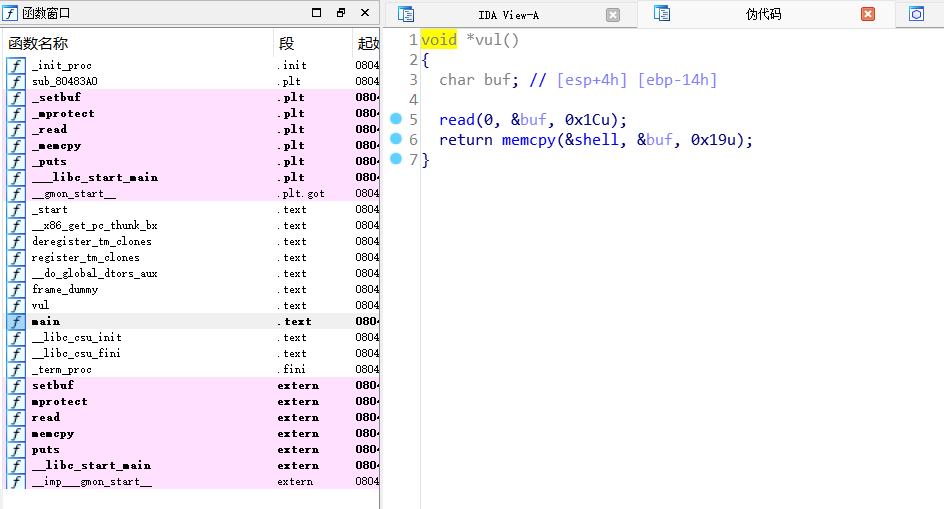 函数窗口
函数名称 段 起始
_init_proc .init 0804
sub_80483A0 .plt 0804
_setbuf .plt 0804
_mprotect .plt 0804
_read .plt 0804
_memcpy .plt 0804
_puts .plt 0804
___libc_start_main .plt 0804
__gmon_start__ .plt.got 0804
_start .text 0804
__x86_get_pc_thunk_bx .text 0804
deregister_tm_clones .text 0804
register_tm_clones .text 0804
__do_global_dtors_aux .text 0804
frame_dummy .text 0804
vul .text 0804
main .text 0804
__libc_csu_init .text 0804
__libc_csu_fini .text 0804
_term_proc .fini 0804
setbuf extern 0804
mprotect extern 0804
read extern 0804
memcpy extern 0804
puts extern 0804
__libc_start_main extern 0804
__imp___gmon_start__ extern 0804
IDA View-A 伪代码
1 void *vul()
2 {
3 char buf; // [esp+4h] [ebp-14h]
4
5 read(0, &buf, 0x1Cu);
6 return memcpy(&shell, &buf, 0x19u);
7 }